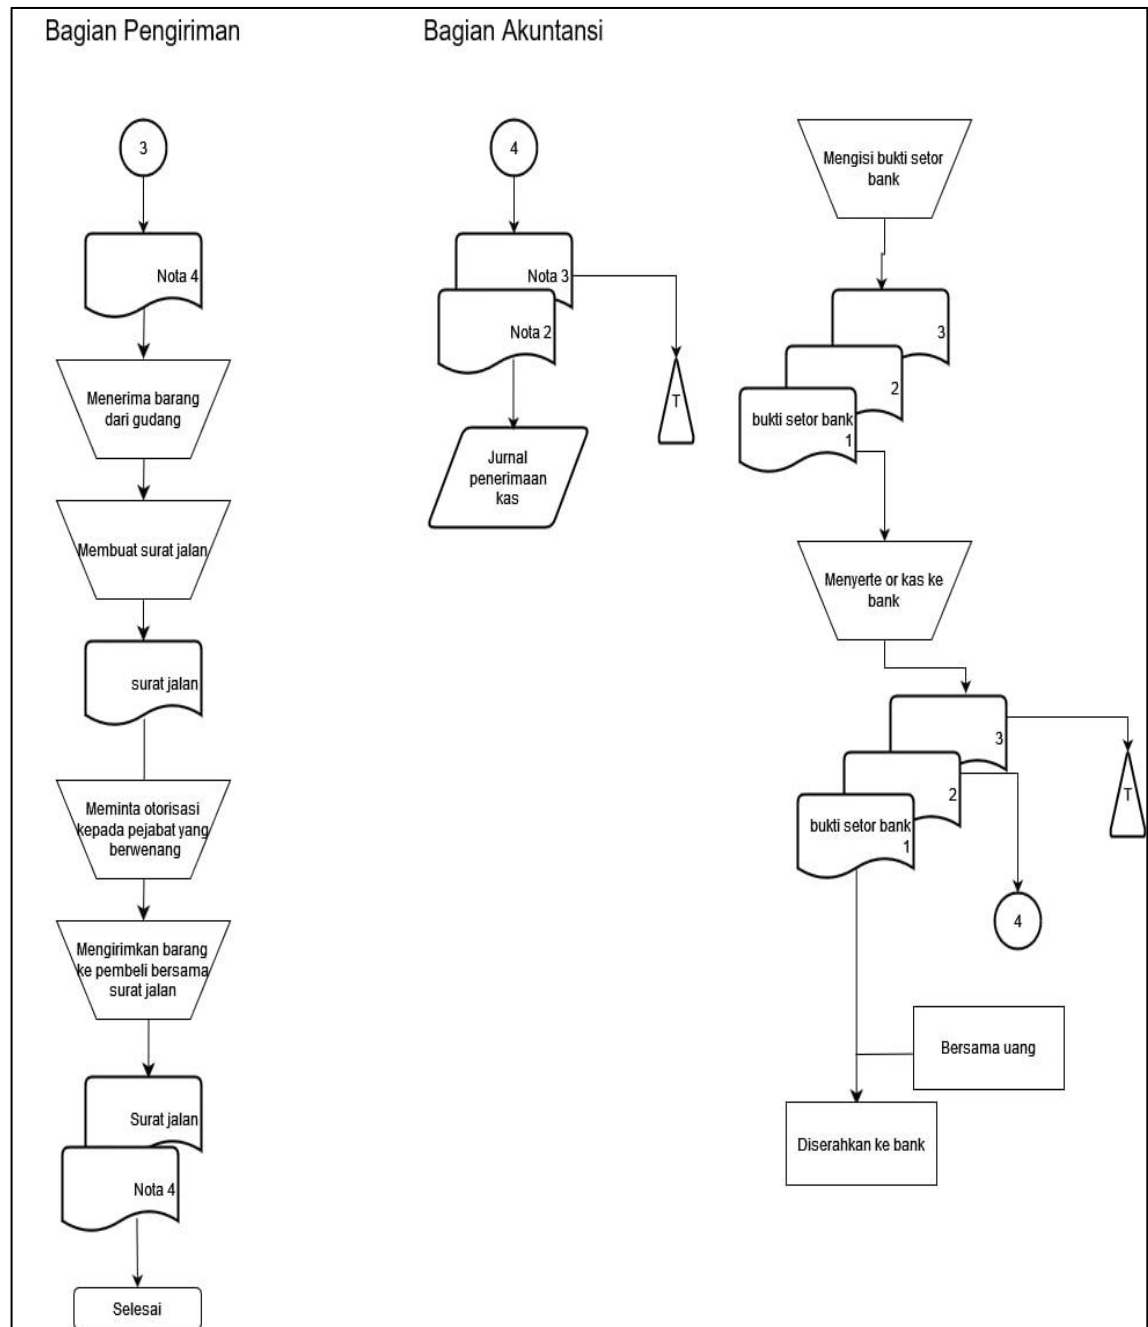 Bagian Pengiriman
3
Nota 4
Menerima barang
dari gudang
Membuat surat jalan
surat jalan
Meminta otorisasi
kepada pejabat yang
berwenang
Mengirimkan barang
ke pembeli bersama
surat jalan
Surat jalan
Nota 4
Selesai
Bagian Akuntansi
4
Nota 3
Nota 2
T
Jurnal
penerimaan
kas
Mengisi bukti setor
bank
3
2
bukti setor bank
1
Menyerte or kas ke
bank
3
T
2
bukti setor bank
1
4
Bersama uang
Diserahkan ke bank